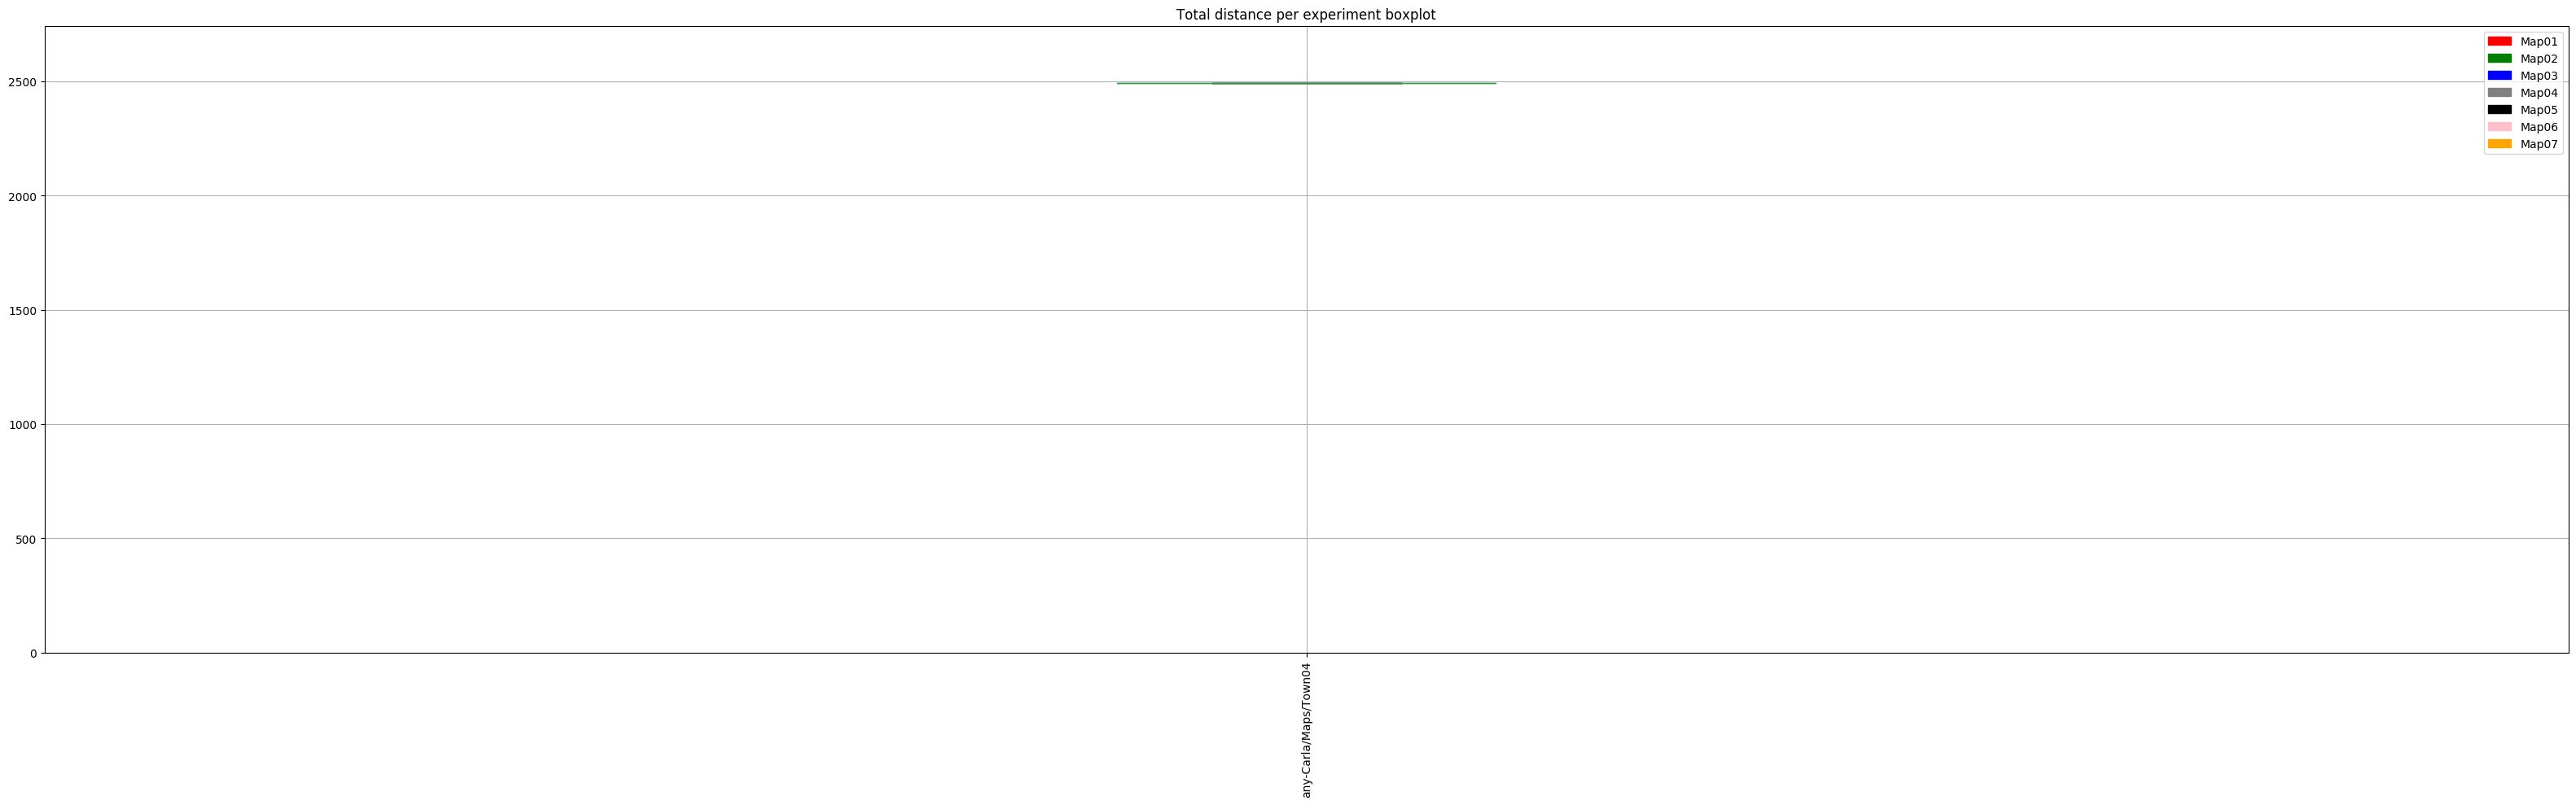 Total distance per experiment boxplot
Map01
Map02
Map03
Map04
Map05
Map06
Map07
2500
2000
1500
1000
500
0
any-Carla/Maps/Town04